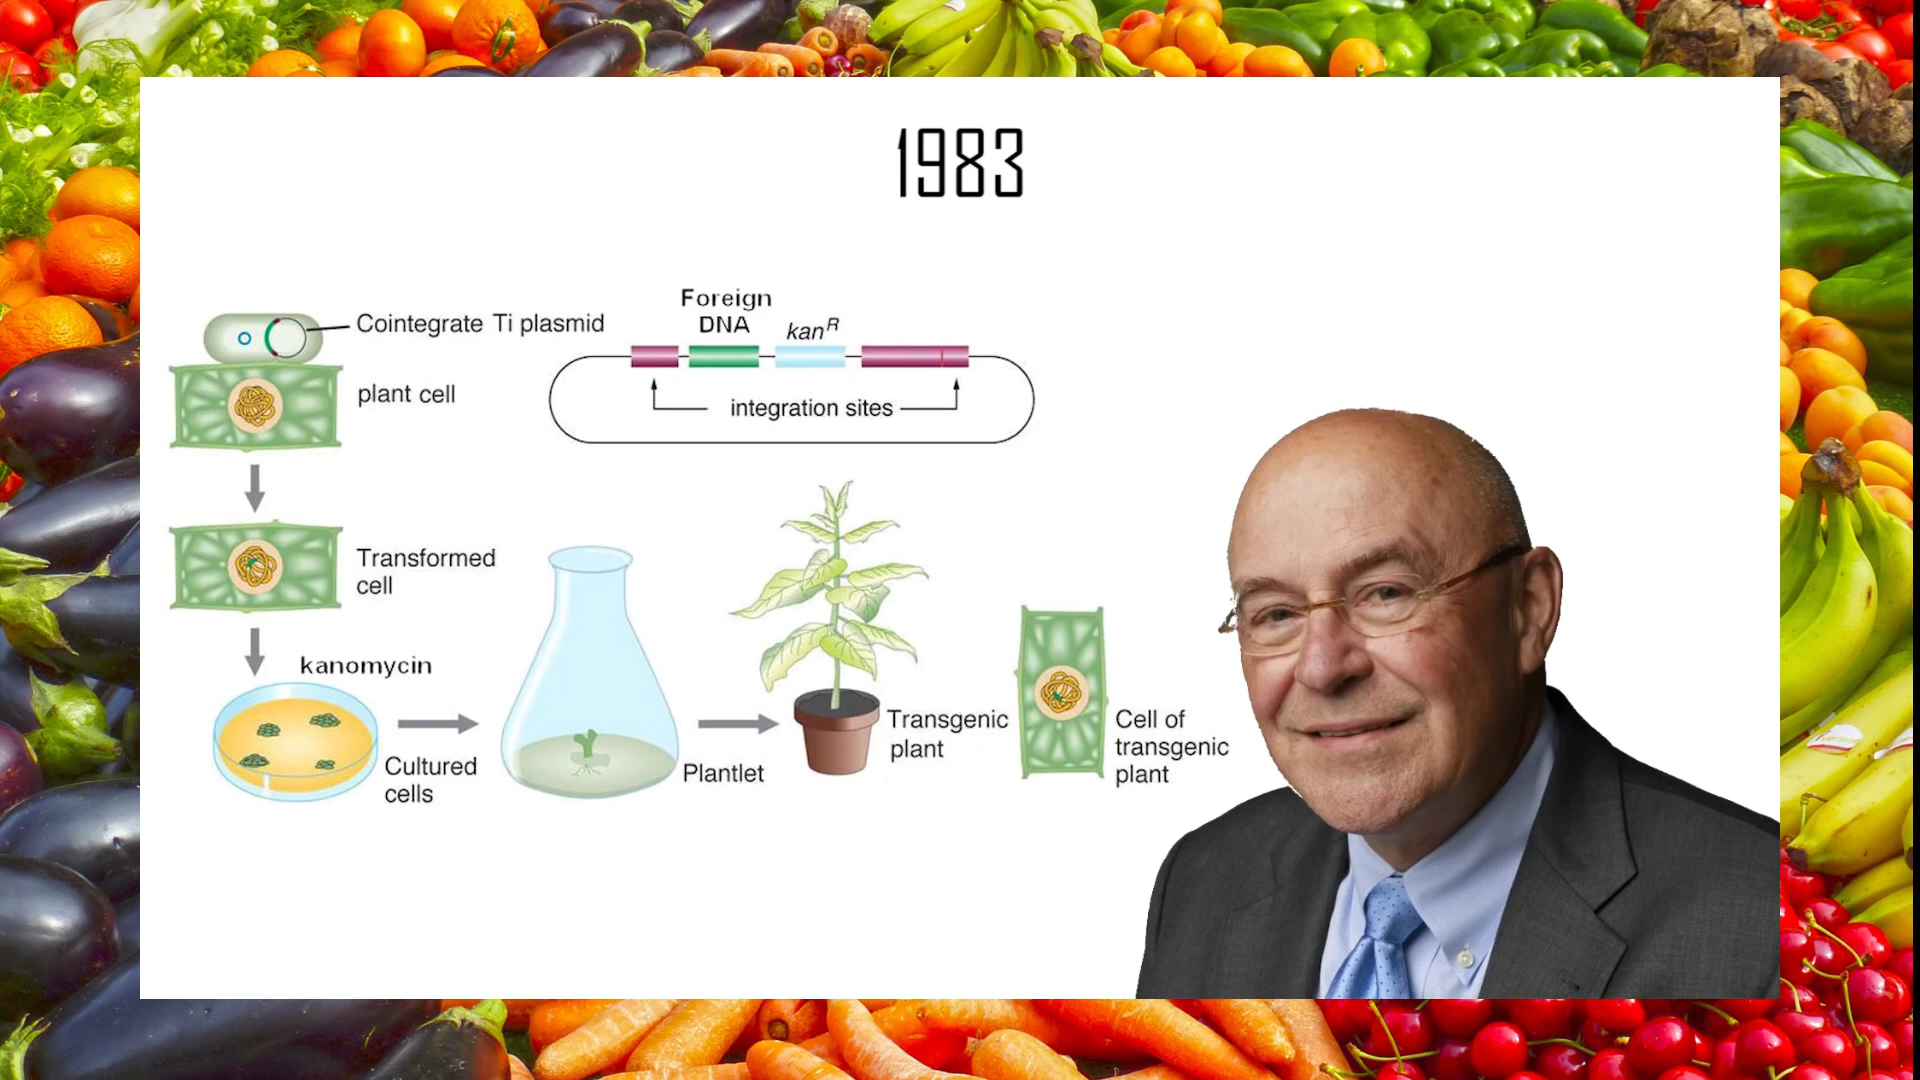 1983
Foreign
DNA
kanR
Cointegrate Ti plasmid
plant cell
integration sites
Transformed
cell
kanomycin
Cultured
cells
Plantlet
Transgenic
plant
Cell of
transgenic
plant